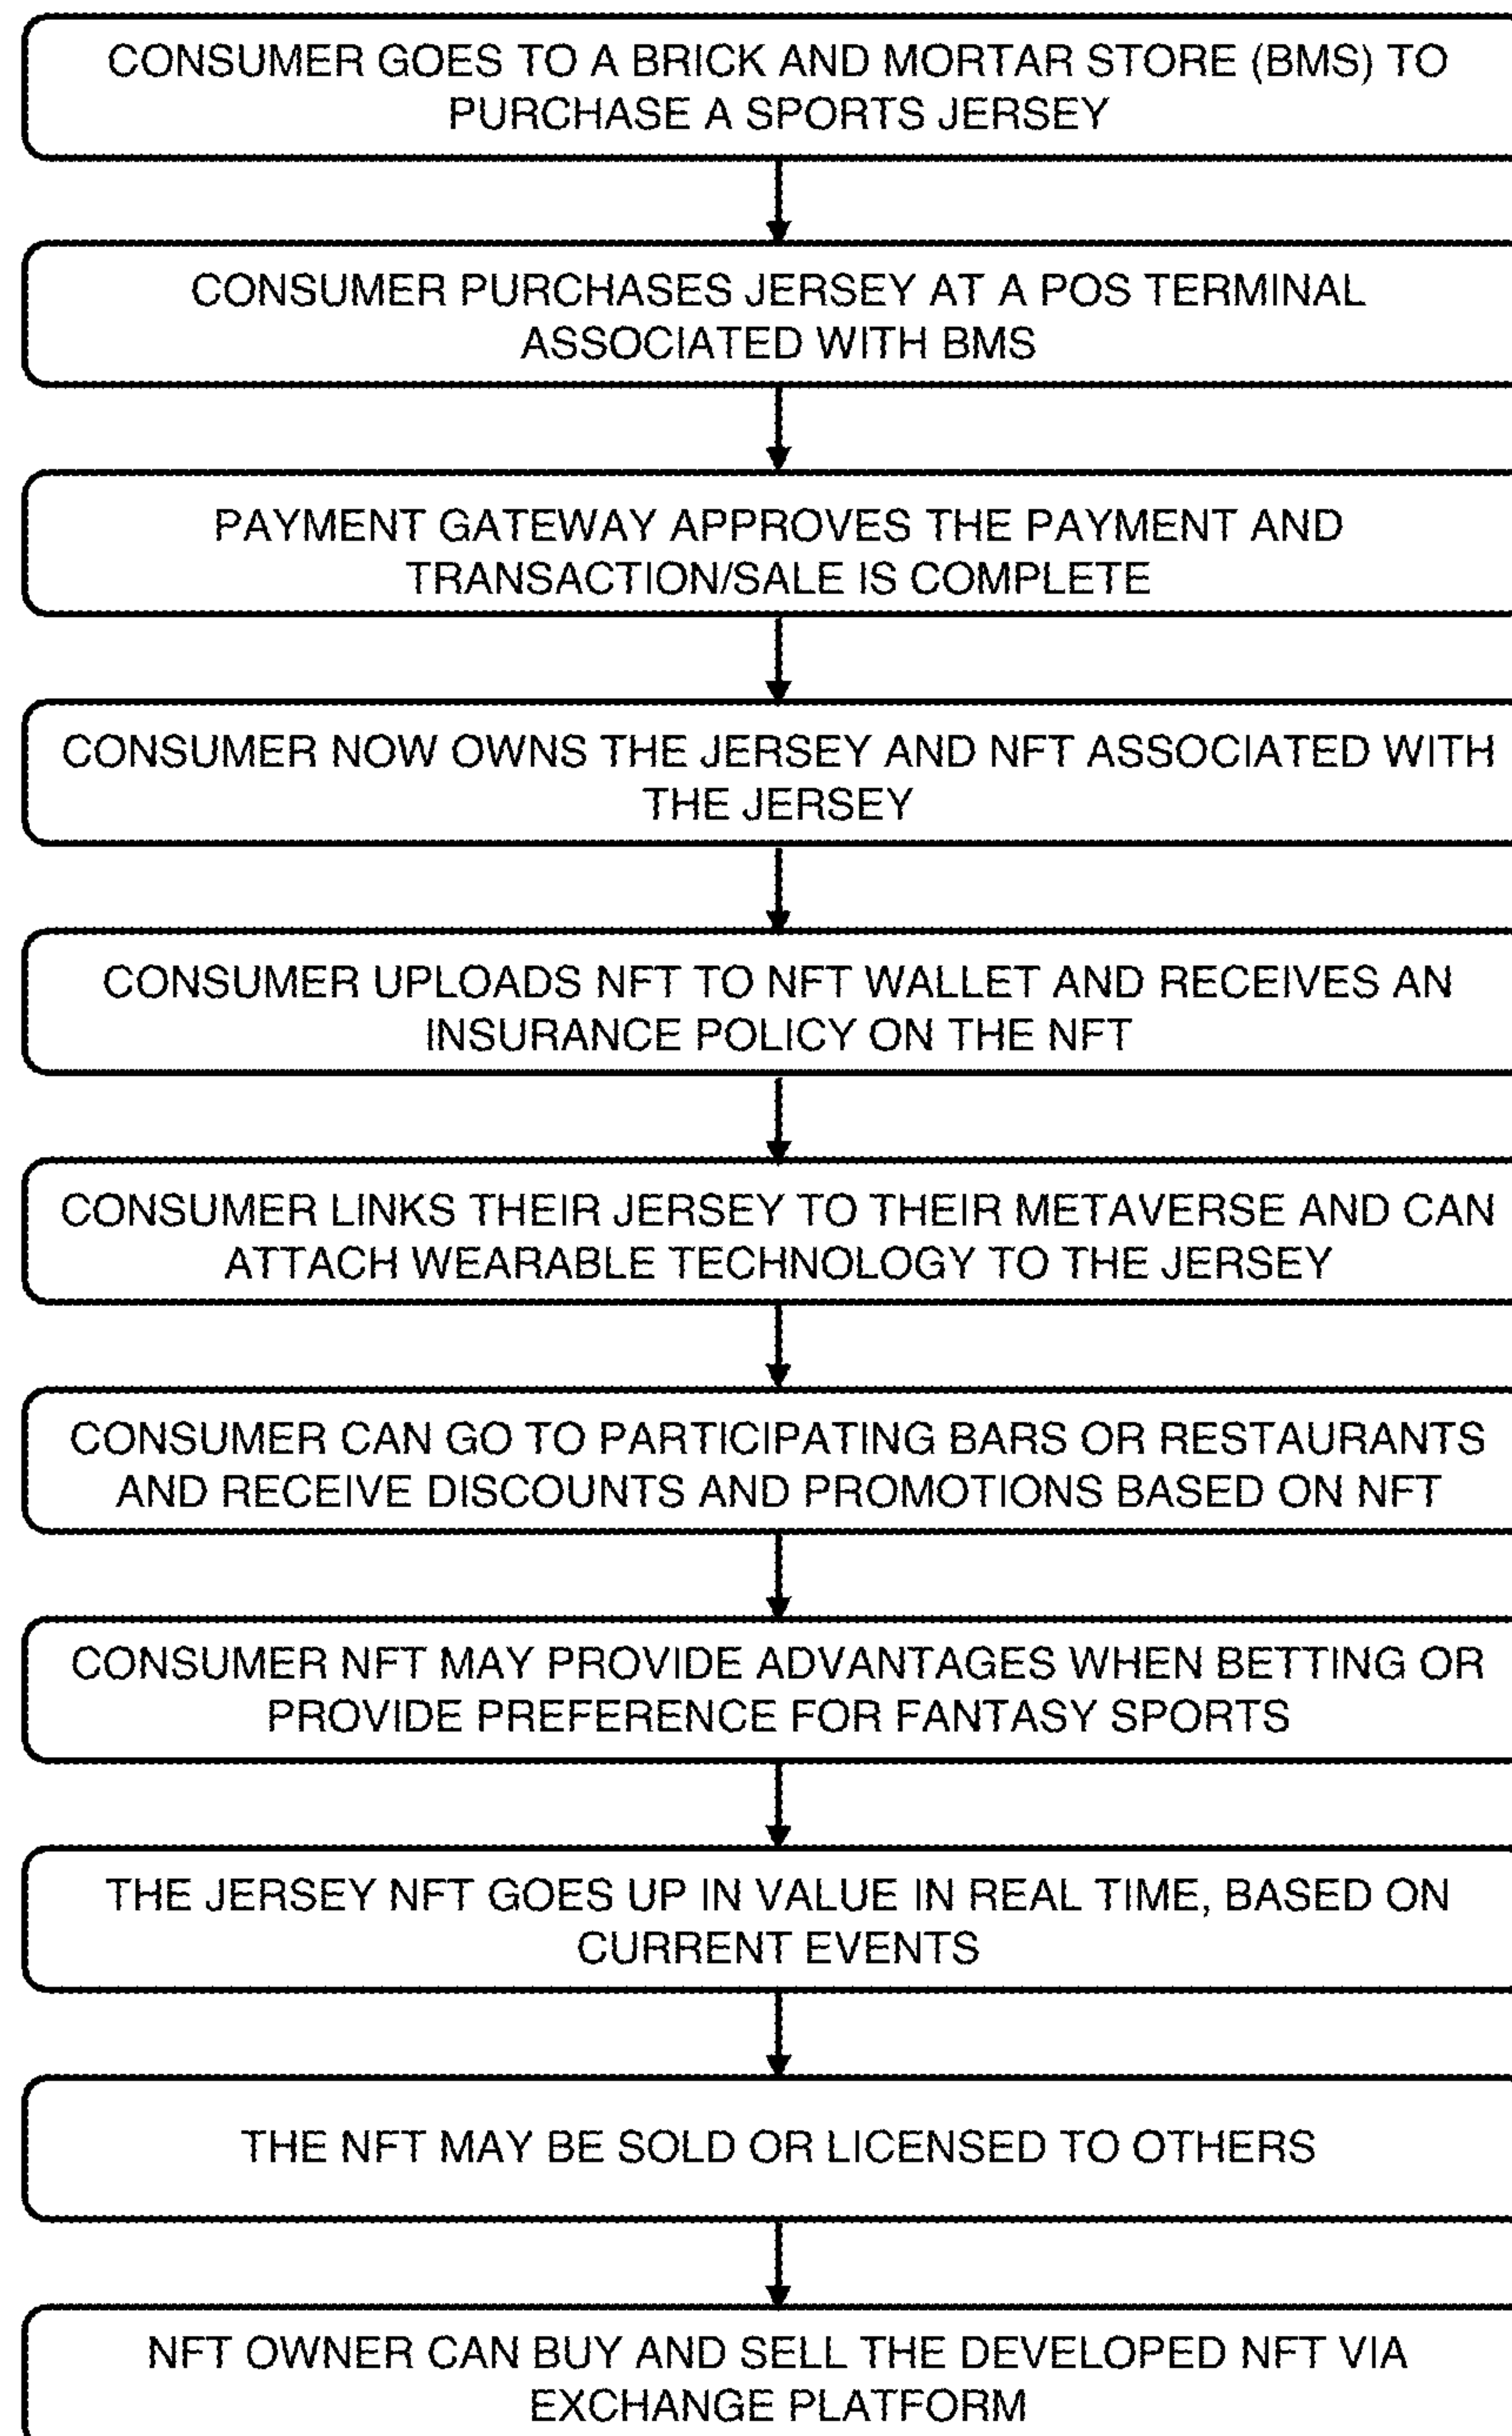 CONSUMER GOES TO A BRICK AND MORTAR STORE (BMS) TO
PURCHASE A SPORTS JERSEY
CONSUMER PURCHASES JERSEY AT A POS TERMINAL
ASSOCIATED WITH BMS
PAYMENT GATEWAY APPROVES THE PAYMENT AND
TRANSACTION/SALE IS COMPLETE
CONSUMER NOW OWNS THE JERSEY AND NFT ASSOCIATED WITH
THE JERSEY
CONSUMER UPLOADS NFT TO NFT WALLET AND RECEIVES AN
INSURANCE POLICY ON THE NFT
CONSUMER LINKS THEIR JERSEY TO THEIR METAVERSE AND CAN
ATTACH WEARABLE TECHNOLOGY TO THE JERSEY
CONSUMER CAN GO TO PARTICIPATING BARS OR RESTAURANTS
AND RECEIVE DISCOUNTS AND PROMOTIONS BASED ON NFT
CONSUMER NFT MAY PROVIDE ADVANTAGES WHEN BETTING OR
PROVIDE PREFERENCE FOR FANTASY SPORTS
THE JERSEY NFT GOES UP IN VALUE IN REAL TIME, BASED ON
CURRENT EVENTS
THE NFT MAY BE SOLD OR LICENSED TO OTHERS
NFT OWNER CAN BUY AND SELL THE DEVELOPED NFT VIA
EXCHANGE PLATFORM